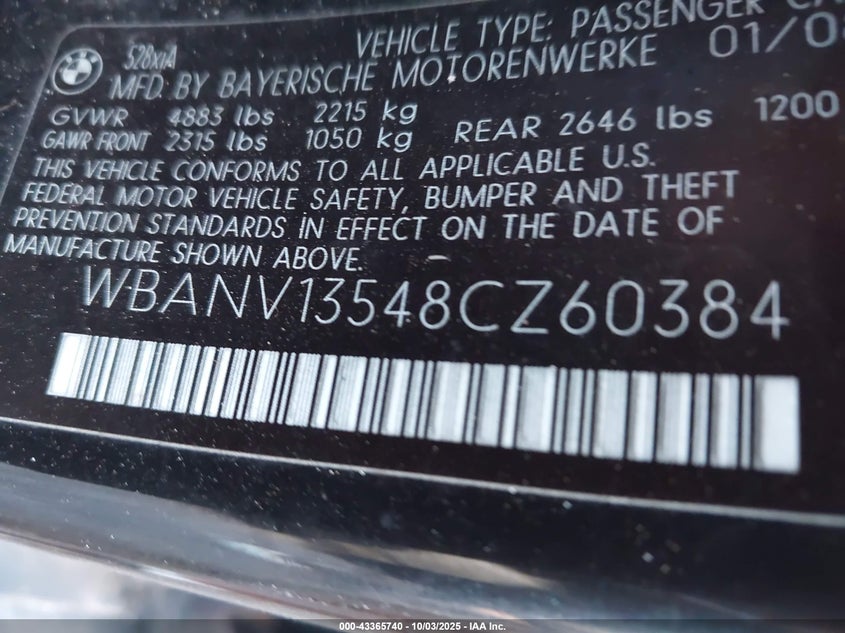 528xiA VEHICLE TYPE: PASSENGER
MFD BY BAYERISCHE MOTORENWERKE 01/08
GVWR 4883 lbs 2215 kg
GAWR FRONT 2315 lbs 1050 kg REAR 2646 lbs 1200
THIS VEHICLE CONFORMS TO ALL APPLICABLE U.S.
FEDERAL MOTOR VEHICLE SAFETY, BUMPER AND THEFT
PREVENTION STANDARDS IN EFFECT ON THE DATE OF
MANUFACTURE SHOWN ABOVE.
WBANV13548CZ60384
000-43365740 - 10/03/2025 - IAA Inc.